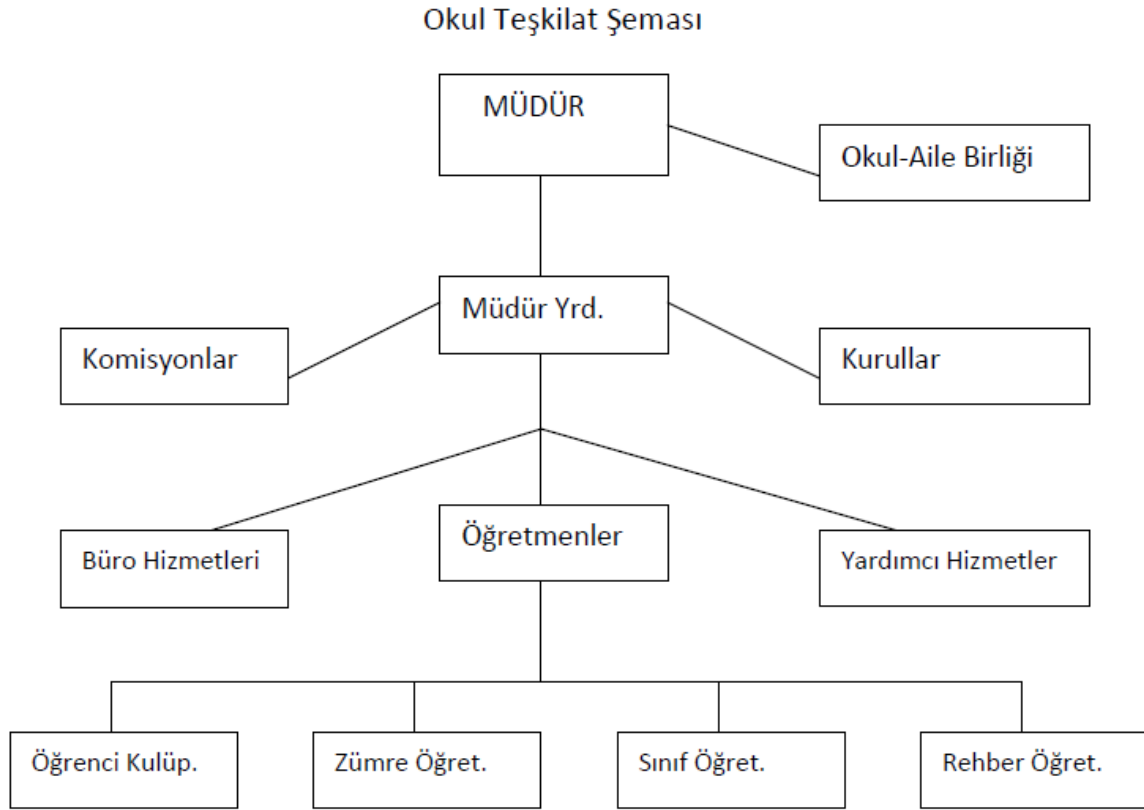 Okul Teşkilat Şeması
MÜDÜR
Okul-Aile Birliği
Müdür Yrd.
Komisyonlar
Kurullar
Büro Hizmetleri
Öğretmenler
Yardımcı Hizmetler
Öğrenci Kulüp.
Zümre Öğret.
Sınıf Öğret.
Rehber Öğret.